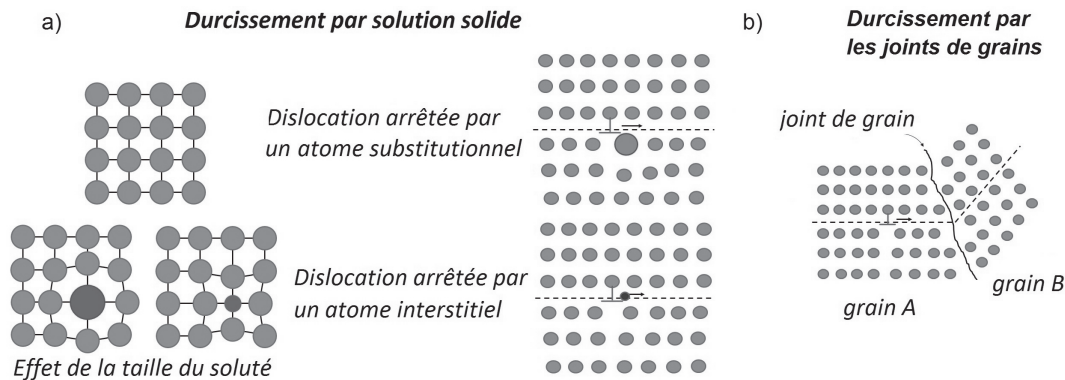 a)
Durcissement par solution solide
Dislocation arrêtée par
un atome substitutionnel
Dislocation arrêtée par
un atome interstitiel
Effet de la taille du soluté
b)
Durcissement par
les joints de grains
joint de grain
grain A
grain B